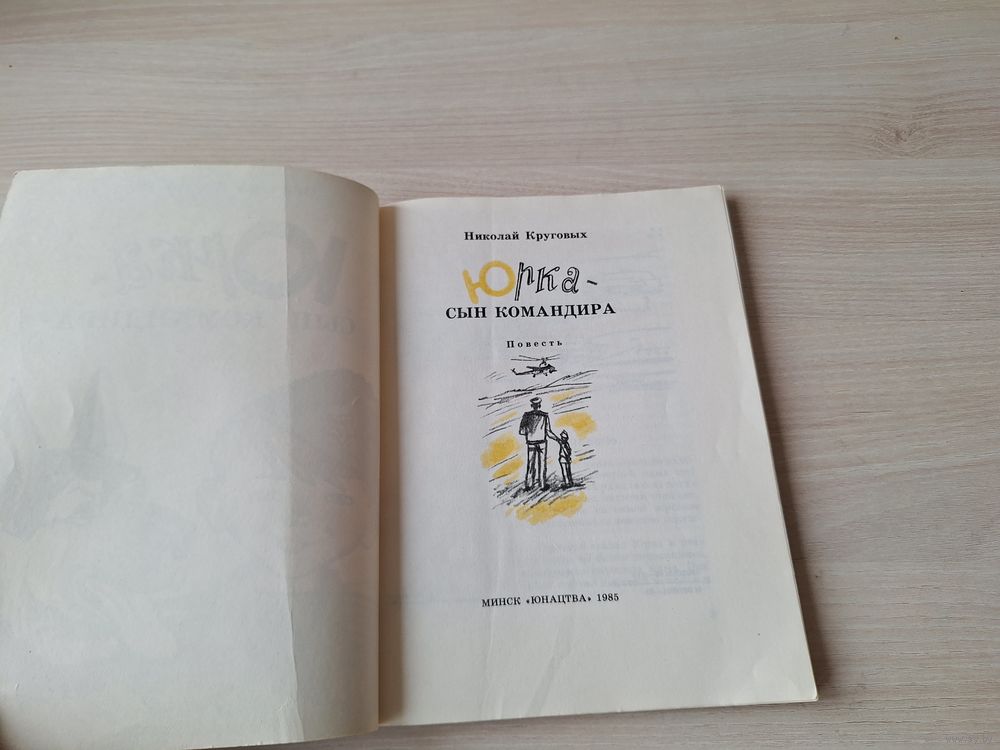 Николай Круговых
Юрка -
СЫН КОМАНДИРА
Повесть
МИНСК «ЮНАЦТВА» 1985